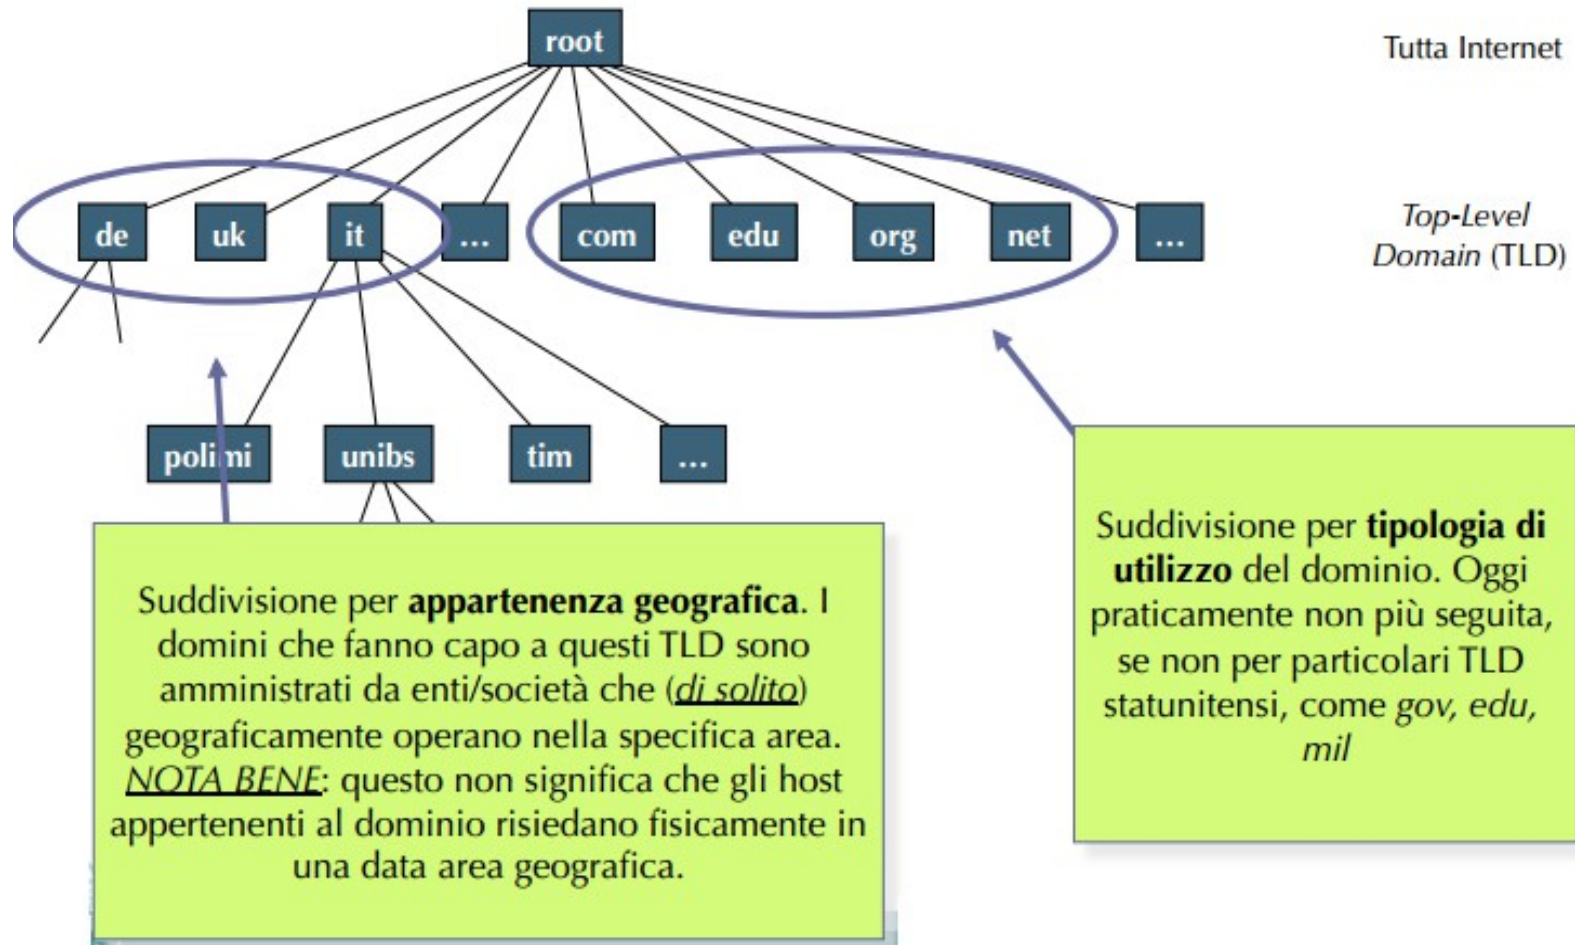 root
Tutta Internet
de
uk
it
...
com
edu
org
net
...
Top-Level
Domain (TLD)
polimi
unibs
tim
...
Suddivisione per appartenenza geografica. I
domini che fanno capo a questi TLD sono
amministrati da enti/società che (di solito)
geograficamente operano nella specifica area.
NOTA BENE: questo non significa che gli host
appertenenti al dominio risiedano fisicamente in
una data area geografica.
Suddivisione per tipologia di
utilizzo del dominio. Oggi
praticamente non più seguita,
se non per particolari TLD
statunitensi, come gov, edu,
mil